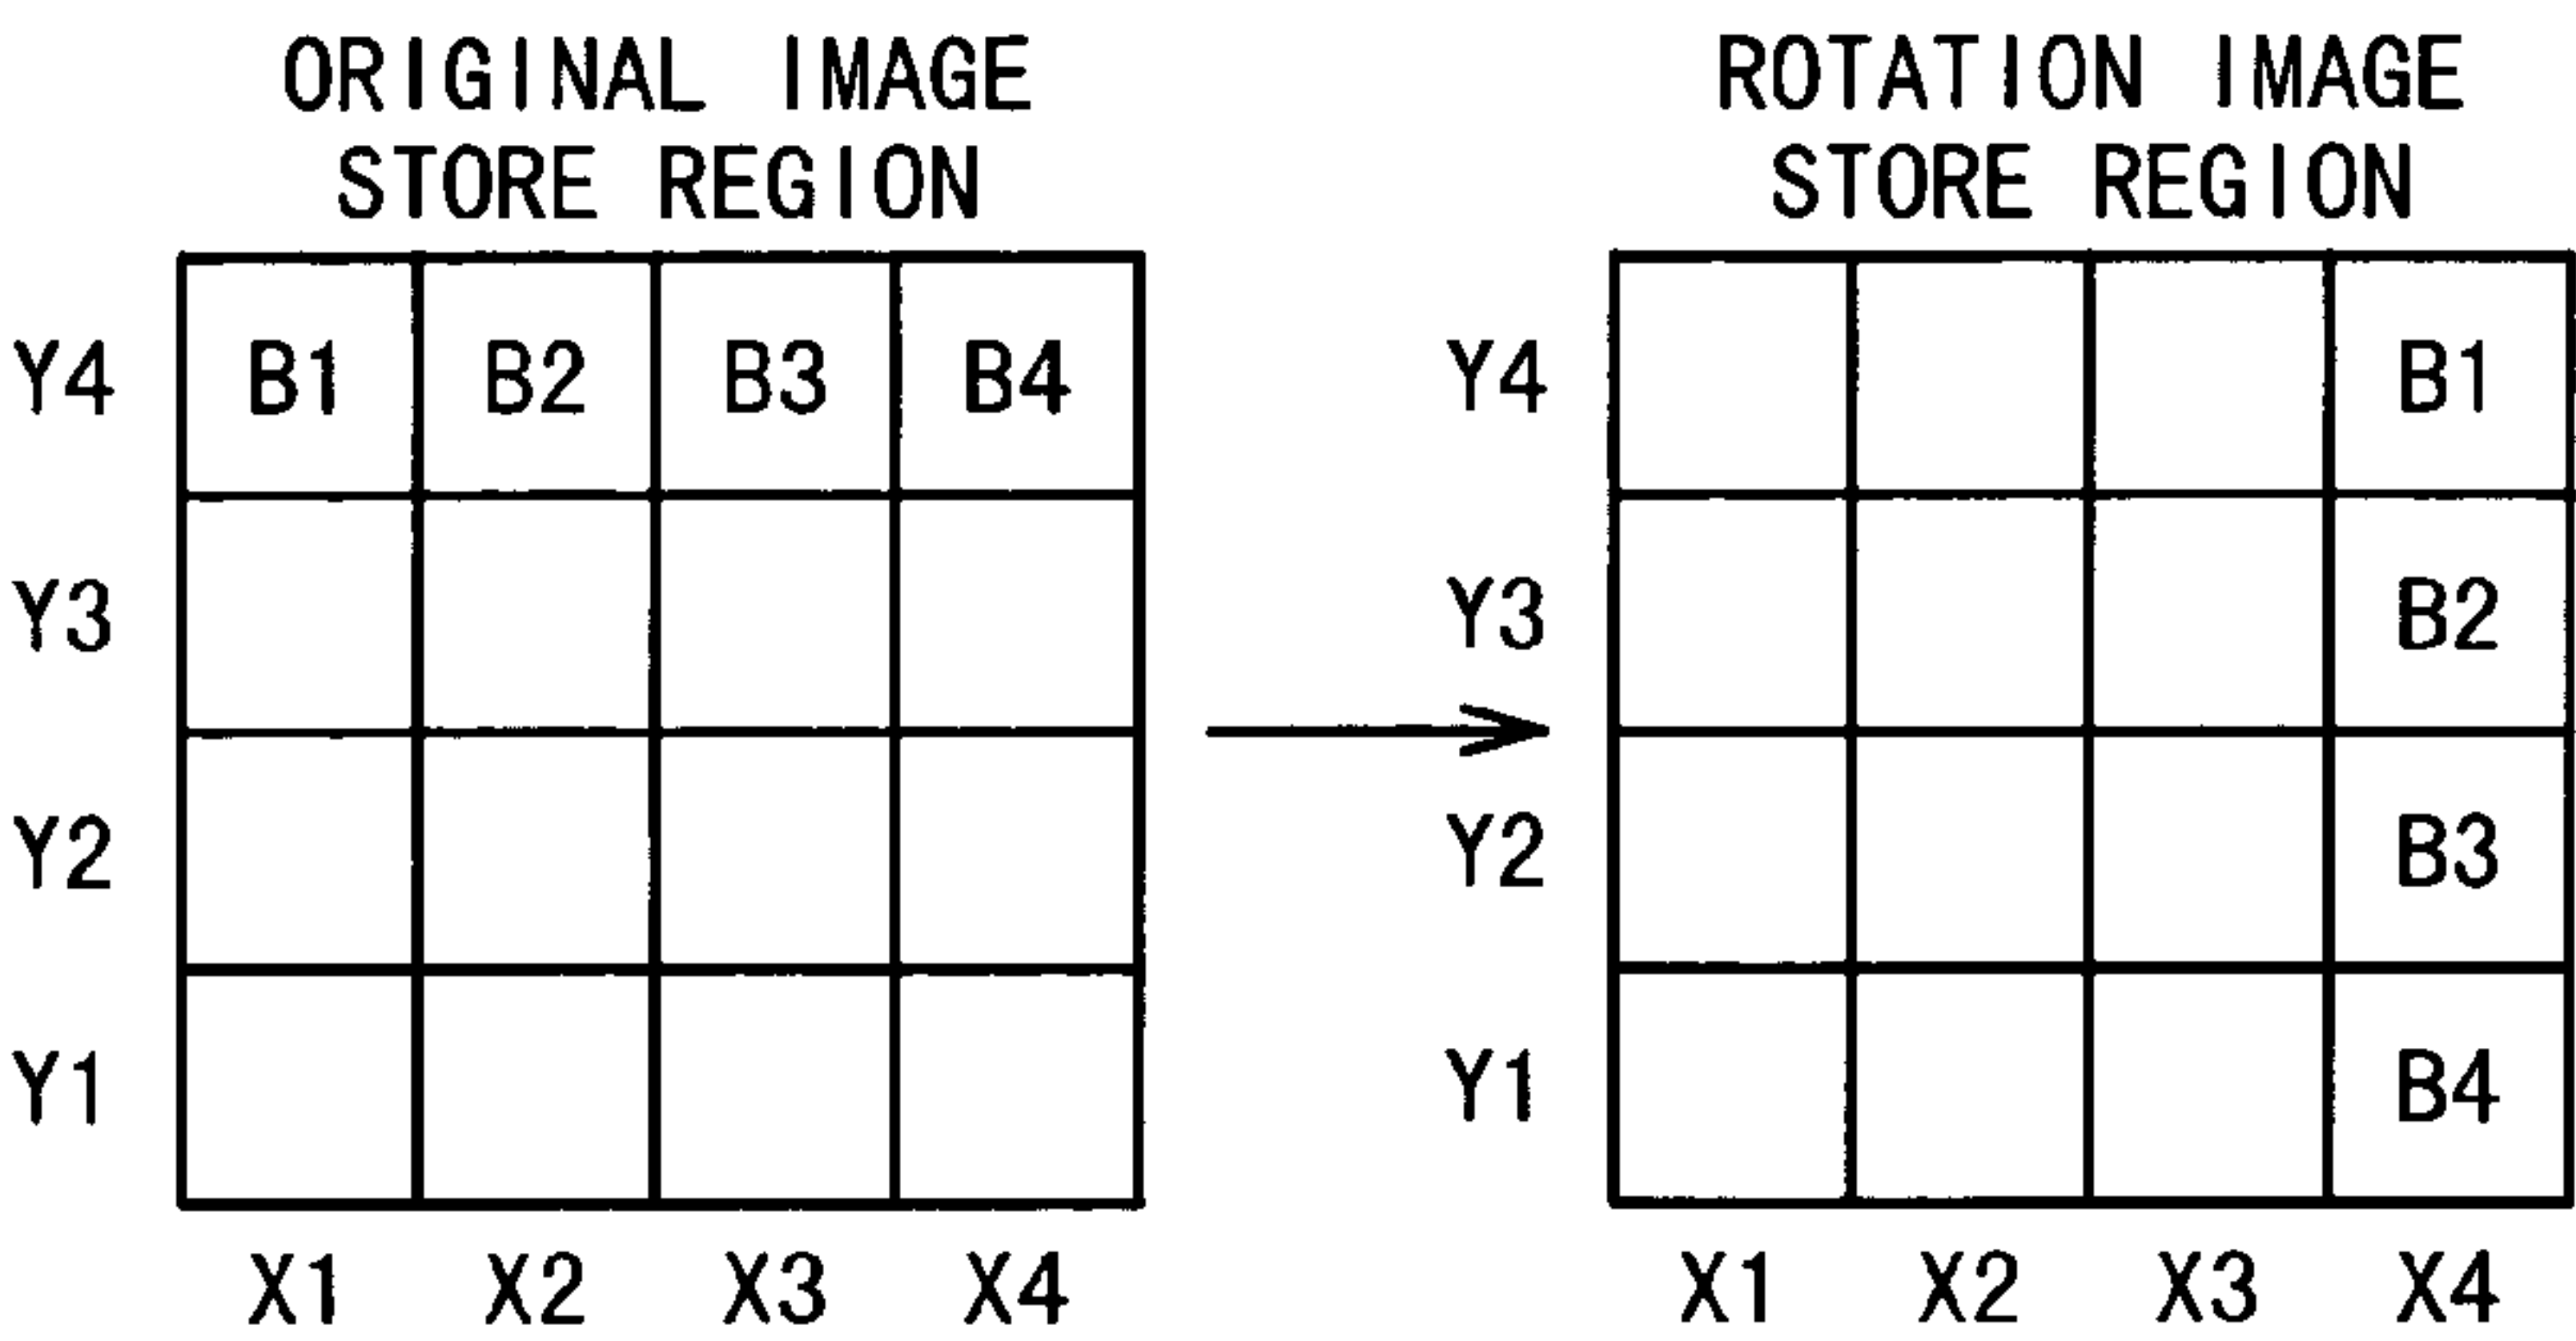 ORIGINAL IMAGE
STORE REGION
Y4 B1 B2 B3 B4
Y3
Y2
Y1
X1 X2 X3 X4
ROTATION IMAGE
STORE REGION
Y4 B1
Y3 B2
Y2 B3
Y1 B4
X1 X2 X3 X4